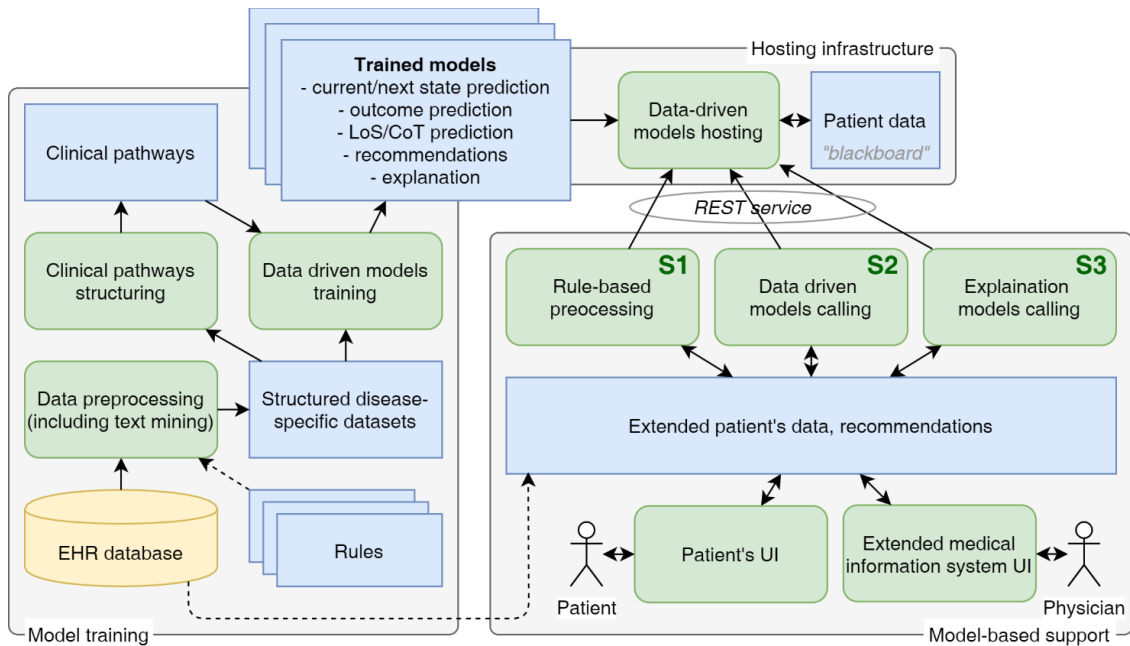 Trained models
- current/next state prediction
- outcome prediction
- LoS/CoT prediction
- recommendations
- explanation
Hosting infrastructure
Data-driven
models hosting
Patient data
"blackboard"
REST service
Clinical pathways
Clinical pathways
structuring
Data driven models
training
Data preprocessing
(including text mining)
Structured disease-
specific datasets
EHR database
Rules
Model training
S1
Rule-based
preocessing
S2
Data driven
models calling
S3
Explaination
models calling
Extended patient's data, recommendations
Patient's UI
Extended medical
information system UI
Patient
Physician
Model-based support